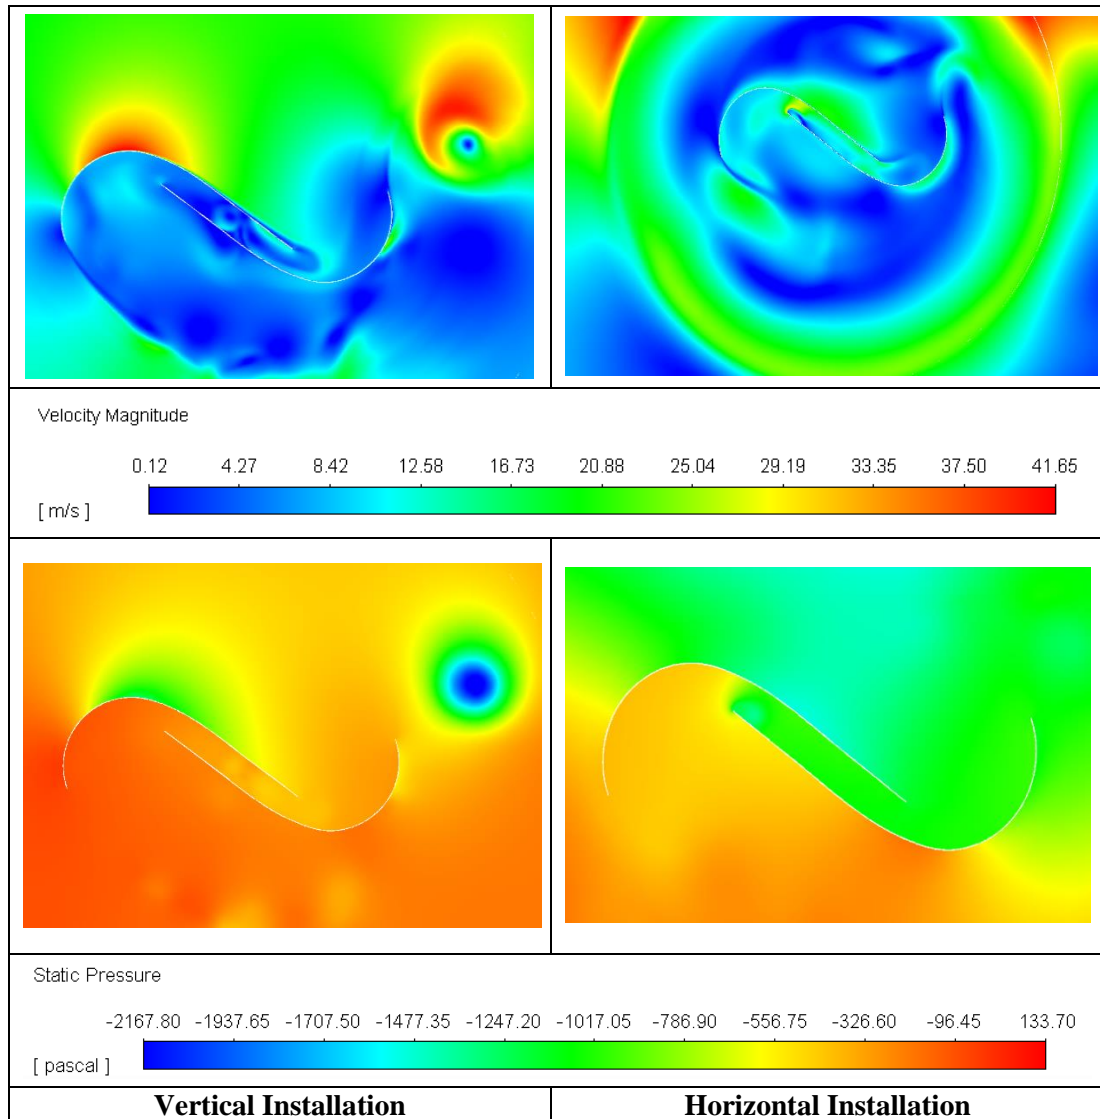 Velocity Magnitude
0.12 4.27 8.42 12.58 16.73 20.88 25.04 29.19 33.35 37.50 41.65
[ m/s ]
Static Pressure
-2167.80 -1937.65 -1707.50 -1477.35 -1247.20 -1017.05 -786.90 -556.75 -326.60 -96.45 133.70
[ pascal ]
Vertical Installation Horizontal Installation